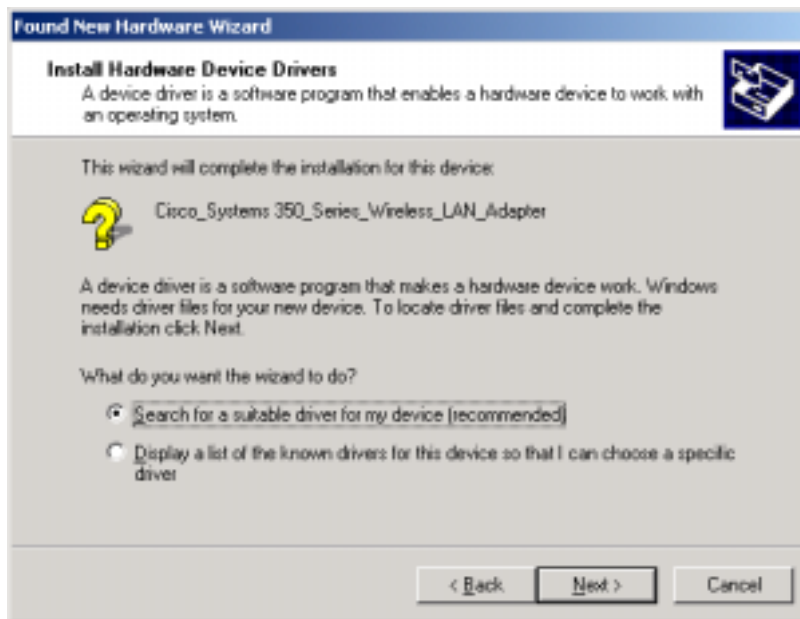 Found New Hardware Wizard
Install Hardware Device Drivers
A device driver is a software program that enables a hardware device to work with
an operating system.
This wizard will complete the installation for this device:
Cisco_Systems 350_Series_Wireless_LAN_Adapter
A device driver is a software program that makes a hardware device work. Windows
needs driver files for your new device. To locate driver files and complete the
installation click Next.
What do you want the wizard to do?
Search for a suitable driver for my device (recommended)
Display a list of the known drivers for this device so that I can choose a specific
driver
< Back
Next >
Cancel